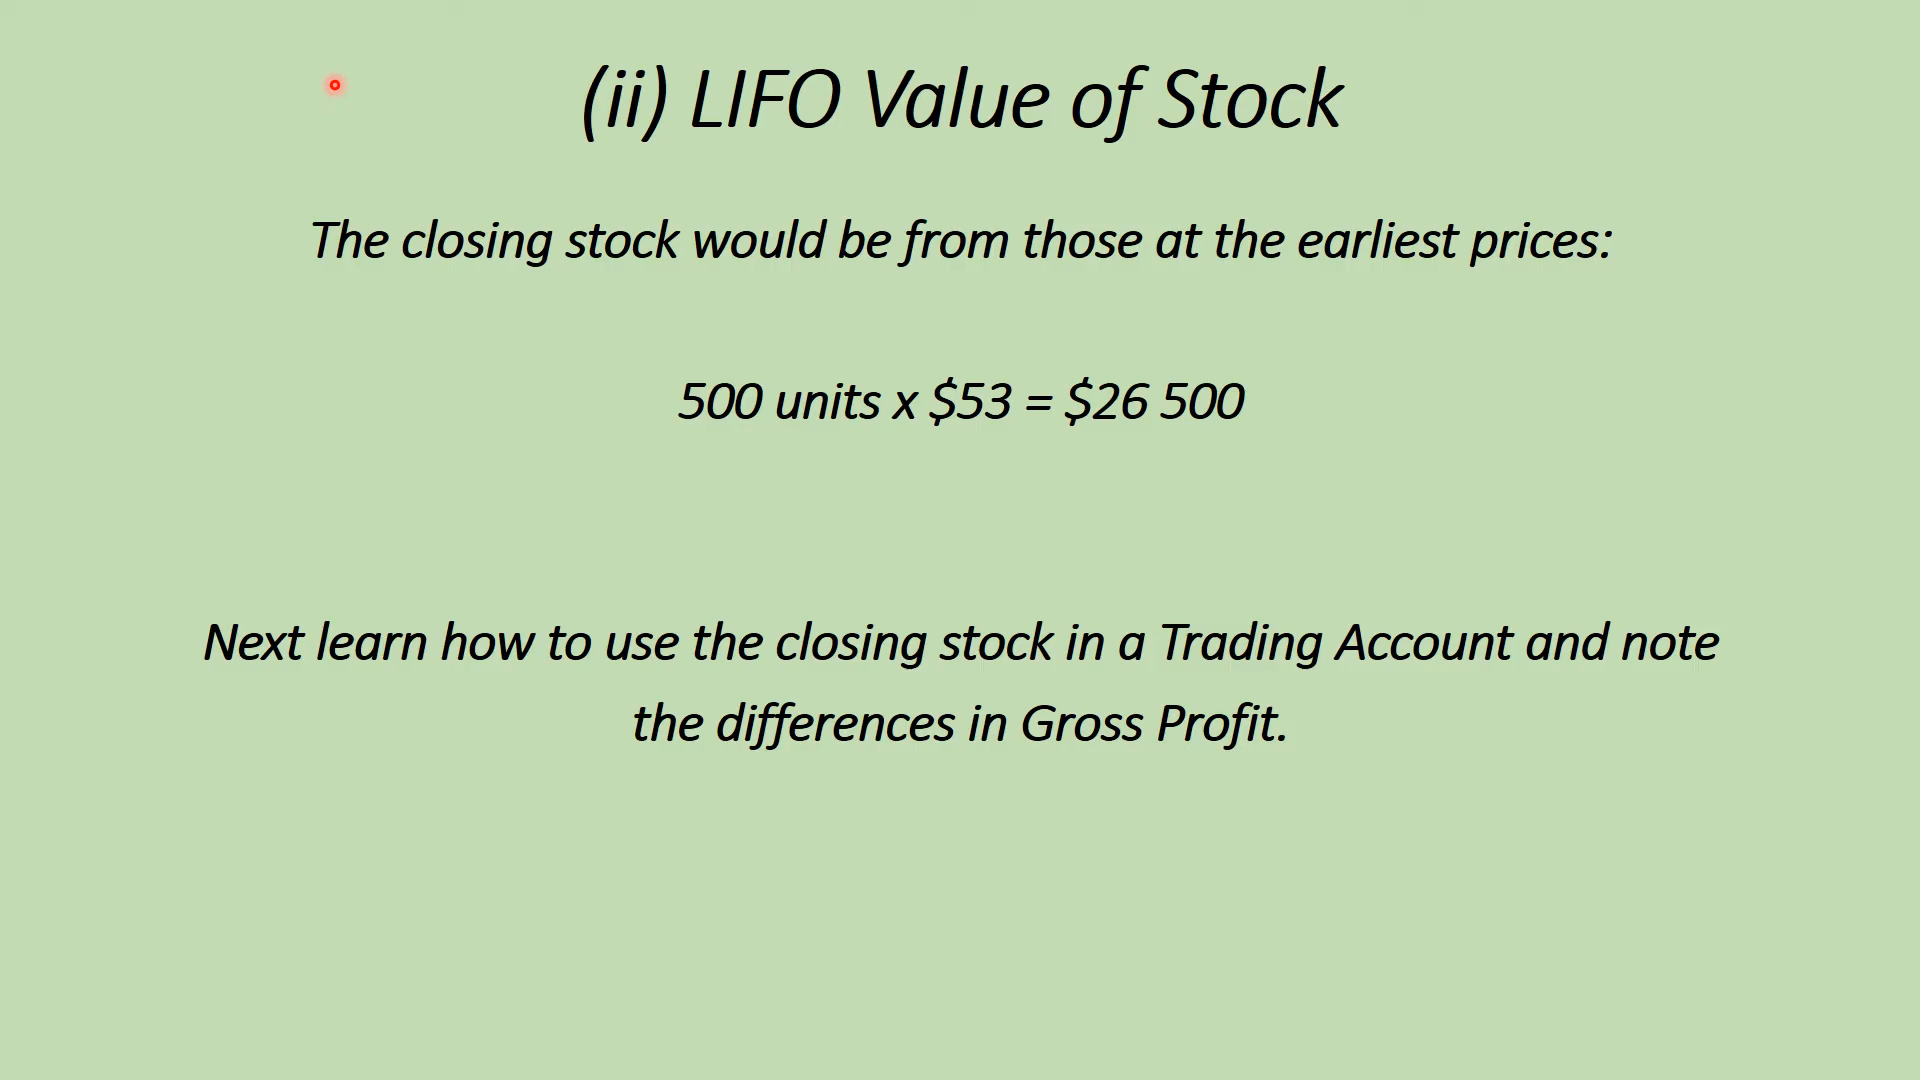 (ii) LIFO Value of Stock
The closing stock would be from those at the earliest prices:
500 units x $53 = $26 500
Next learn how to use the closing stock in a Trading Account and note
the differences in Gross Profit.